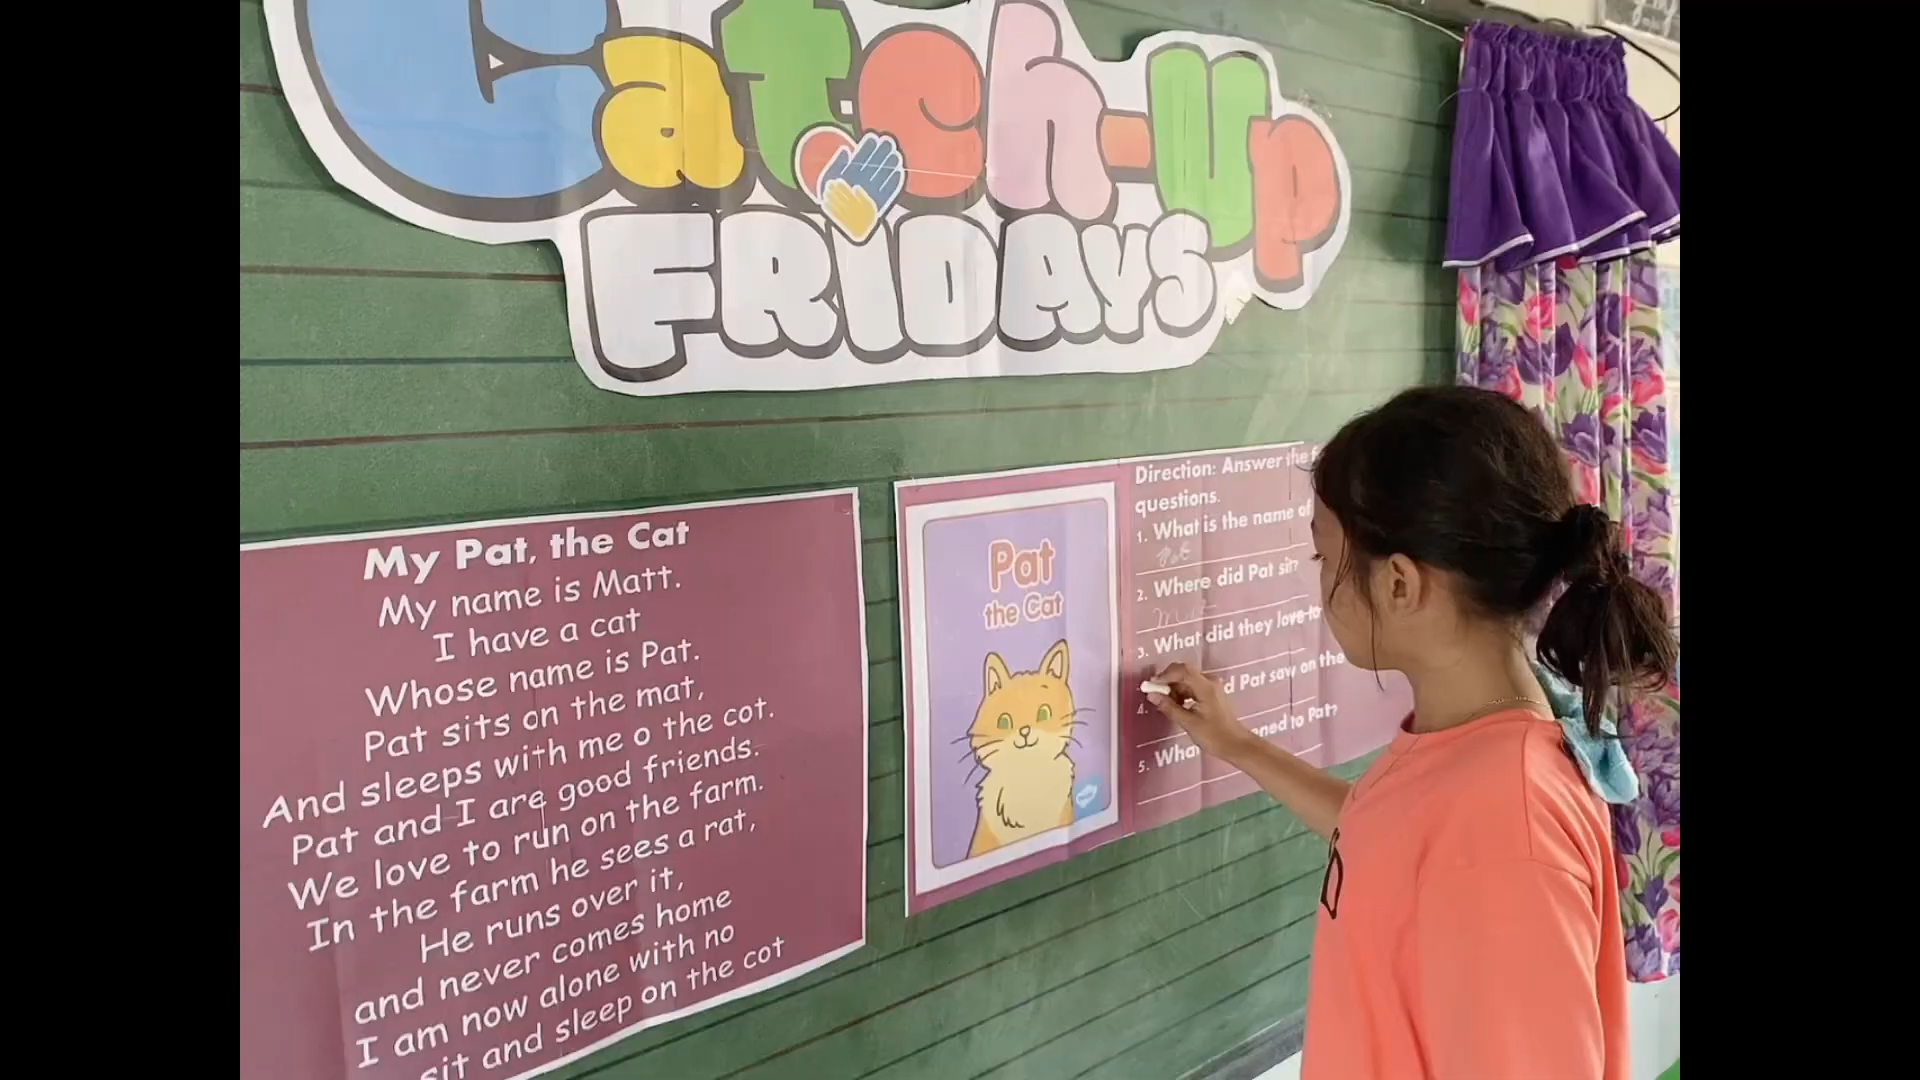 Catch-Up
FRIDAYS
My Pat, the Cat
My name is Matt.
I have a cat
Whose name is Pat.
Pat sits on the mat,
And sleeps with me o the cot.
Pat and I are good friends.
We love to run on the farm.
In the farm he sees a rat,
He runs over it,
and never comes home
I am now alone with no
sit and sleep on the cot
Pat
the Cat
Direction: Answer the
questions.
1. What is the name of
Pat
2. Where did Pat sit?
3. What did they love to
4. Pat saw on the
5. to Pat?